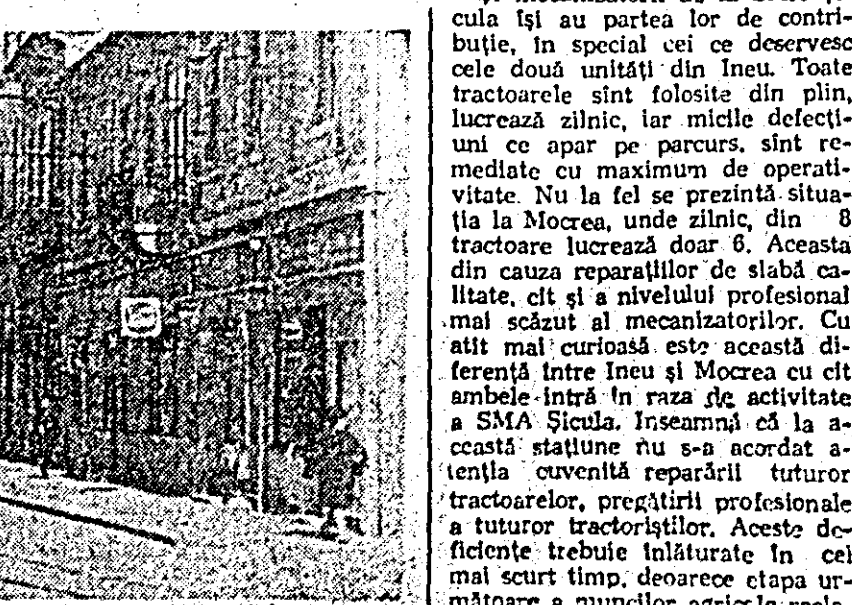 cula își au partea lor de contri-
buție, în special cei ce deservesc
cele două unități din Ineu. Toate
tractoarele sînt folosite din plin,
lucrează zilnic, iar micile defecți-
uni ce apar pe parcurs, sînt re-
mediate cu maximum de operati-
vitate. Nu la fel se prezintă situa-
ția la Mocrea, unde zilnic, din 8
tractoare lucrează doar 6. Aceasta
din cauza reparațiilor de slabă ca-
litate, cît și a nivelului profesional
mai scăzut al mecanizatorilor. Cu
atît mai curioasă este această di-
ferență între Ineu și Mocrea cu cît
ambele intră în raza de activitate
a SMA Șicula. Inseamnă că la a-
ceastă stațiune nu s-a acordat a-
tenția cuvenită reparării tuturor
tractoarelor, pregătirii profesionale
a tuturor tractoriștilor. Aceste de-
ficiențe trebuie înlăturate în cel
mai scurt timp, deoarece etapa ur-
mătoare a muncilor agricole